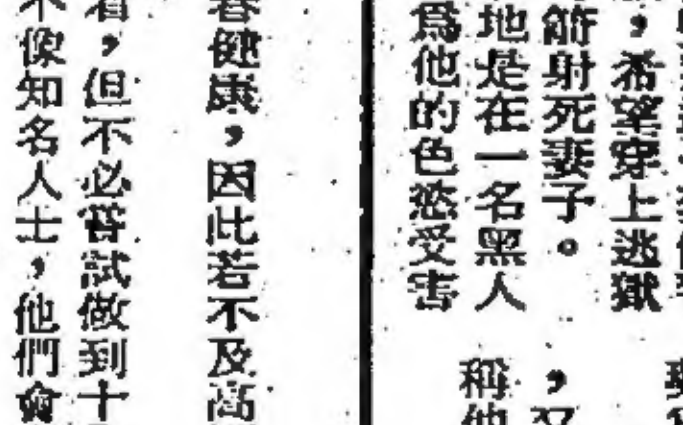 ，希望穿上逃獄
箭射死妻子。
地是在一名黑人
爲他的色慾受害
，又
稱他
健康，因此若不及高
，但不必嘗試做到十
不像知名人士，他們會